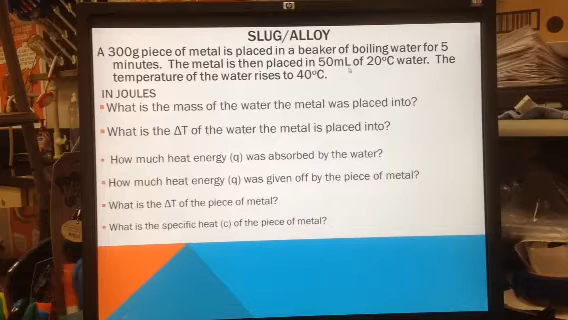 SLUG/ALLOY
A 300g piece of metal is placed in a beaker of boiling water for 5
minutes. The metal is then placed in 50mL of 20ºC water. The
temperature of the water rises to 40ºC.
IN JOULES
▪What is the mass of the water the metal was placed into?
▪What is the ΔT of the water the metal is placed into?
▪ How much heat energy (q) was absorbed by the water?
▪How much heat energy (q) was given off by the piece of metal?
▪What is the ΔT of the piece of metal?
▪What is the specific heat (c) of the piece of metal?
hp